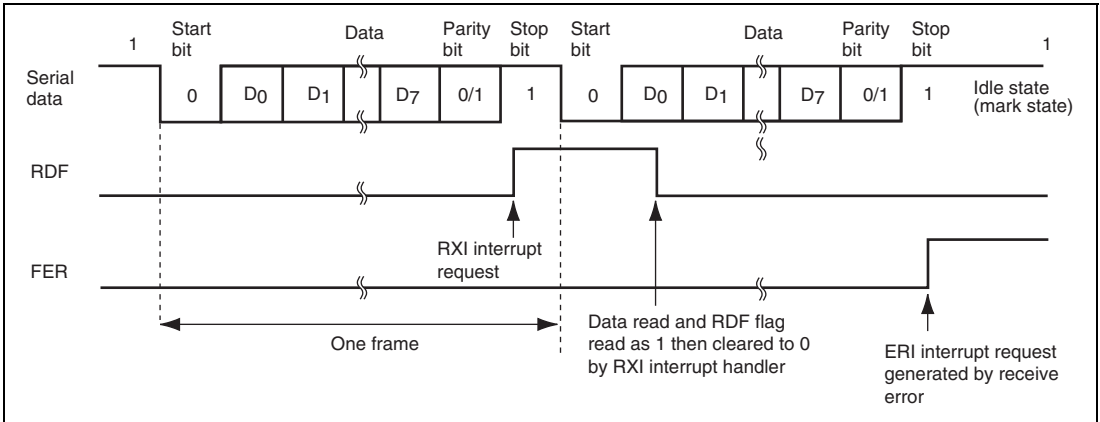 1 Start bit Data Parity bit Stop bit Start bit Data Parity bit Stop bit 1
Serial data
0 D0 D1 D7 0/1 1 0 D0 D1 D7 0/1 1
Idle state
(mark state)
RDF
RXI interrupt
request
FER
One frame
Data read and RDF flag
read as 1 then cleared to 0
by RXI interrupt handler
ERI interrupt request
generated by receive
error